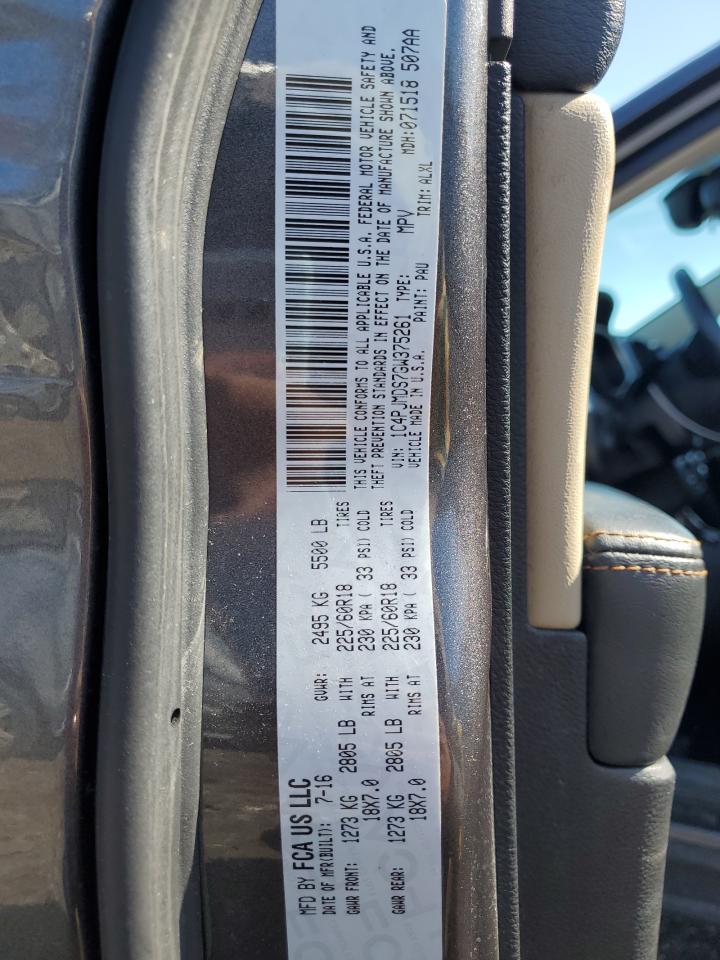 MFD BY FCA US LLC
DATE OF MFR(BUILT): 7-16
GVWR: 2495 KG 5500 LB
GAWR FRONT: 1273 KG 2805 LB WITH 225/60R18 TIRES
18X7.0 RIMS AT 230 KPA ( 33 PSI) COLD
GAWR REAR: 1273 KG 2805 LB WITH 225/60R18 TIRES
18X7.0 RIMS AT 230 KPA ( 33 PSI) COLD
THIS VEHICLE CONFORMS TO ALL APPLICABLE U.S.A. FEDERAL MOTOR VEHICLE SAFETY AND
THEFT PREVENTION STANDARDS IN EFFECT ON THE DATE OF MANUFACTURE SHOWN ABOVE.
VIN: 1C4PJMDS7GW375261 TYPE: MPV MDH:071518 507AA
VEHICLE MADE IN U.S.A. PAINT: PAU TRIM: ALXL